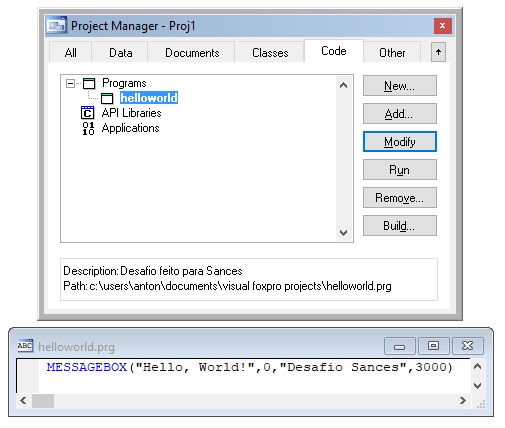 Project Manager - Proj1
All Data Documents Classes Code Other
Programs
helloworld
API Libraries
Applications
New...
Add...
Modify
Run
Remove...
Build...
Description: Desafio feito para Sances
Path: c:\users\anton\documents\visual foxpro projects\helloworld.prg
ABC helloworld.prg
MESSAGEBOX("Hello, World!",0,"Desafio Sances",3000)